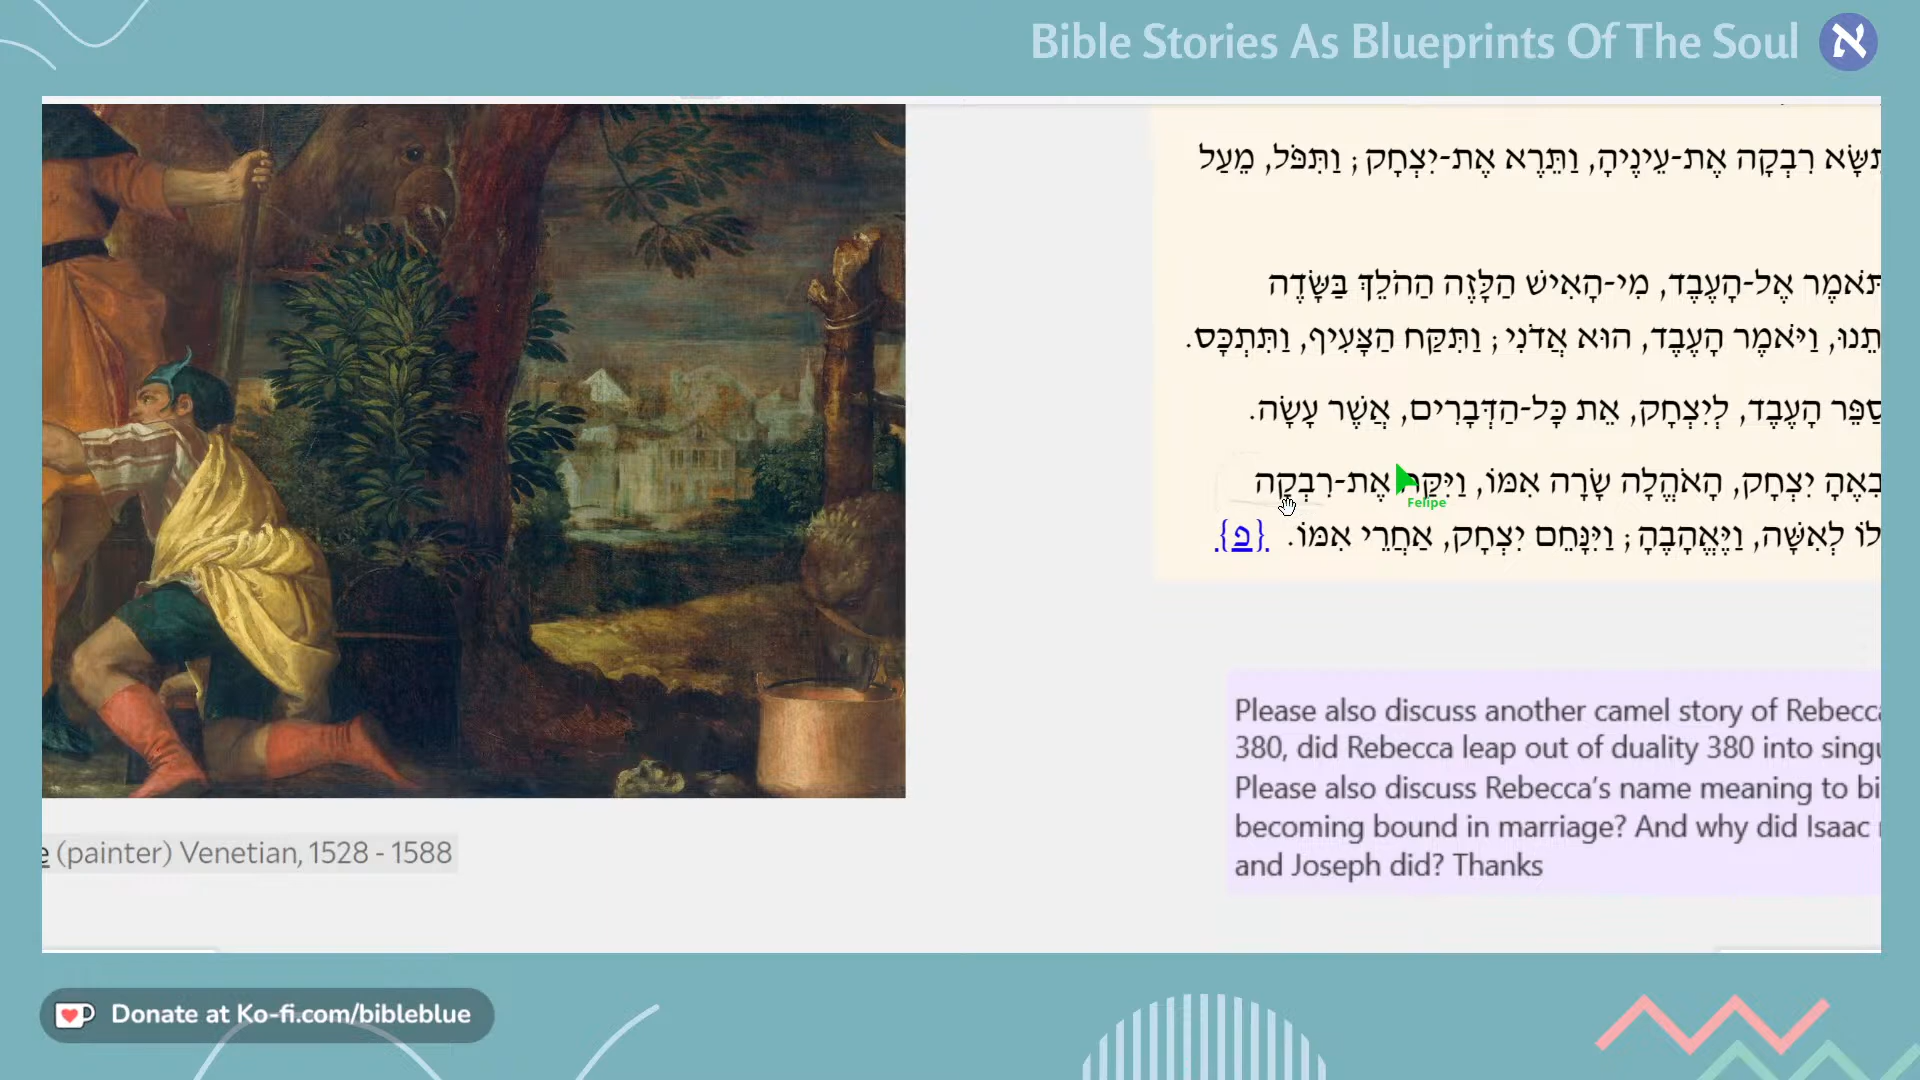 Bible Stories As Blueprints Of The Soul א
תִּשָּׂא רִבְקָה אֶת-עֵינֶיהָ, וַתֵּרֶא אֶת-יִצְחָק; וַתִּפֹּל, מֵעַל
תֹּאמֶר אֶל-הָעֶבֶד, מִי-הָאִישׁ הַלָּזֶה הַהֹלֵךְ בַּשָּׂדֶה
תֵנוּ, וַיֹּאמֶר הָעֶבֶד, הוּא אֲדֹנִי; וַתִּקַּח הַצָּעִיף, וַתִּתְכָּס.
סַפֵּר הָעֶבֶד, לְיִצְחָק, אֵת כָּל-הַדְּבָרִים, אֲשֶׁר עָשָׂה.
בִאֶהָ יִצְחָק, הָאֹהֱלָה שָׂרָה אִמּוֹ, וַיִּקַּח אֶת-רִבְקָה
Felipe
לוֹ לְאִשָּׁה, וַיֶּאֱהָבֶהָ; וַיִּנָּחֵם יִצְחָק, אַחֲרֵי אִמּוֹ. {פ}
Please also discuss another camel story of Rebecc
380, did Rebecca leap out of duality 380 into singu
Please also discuss Rebecca’s name meaning to bi
becoming bound in marriage? And why did Isaac
and Joseph did? Thanks
e (painter) Venetian, 1528 - 1588
Donate at Ko-fi.com/bibleblue